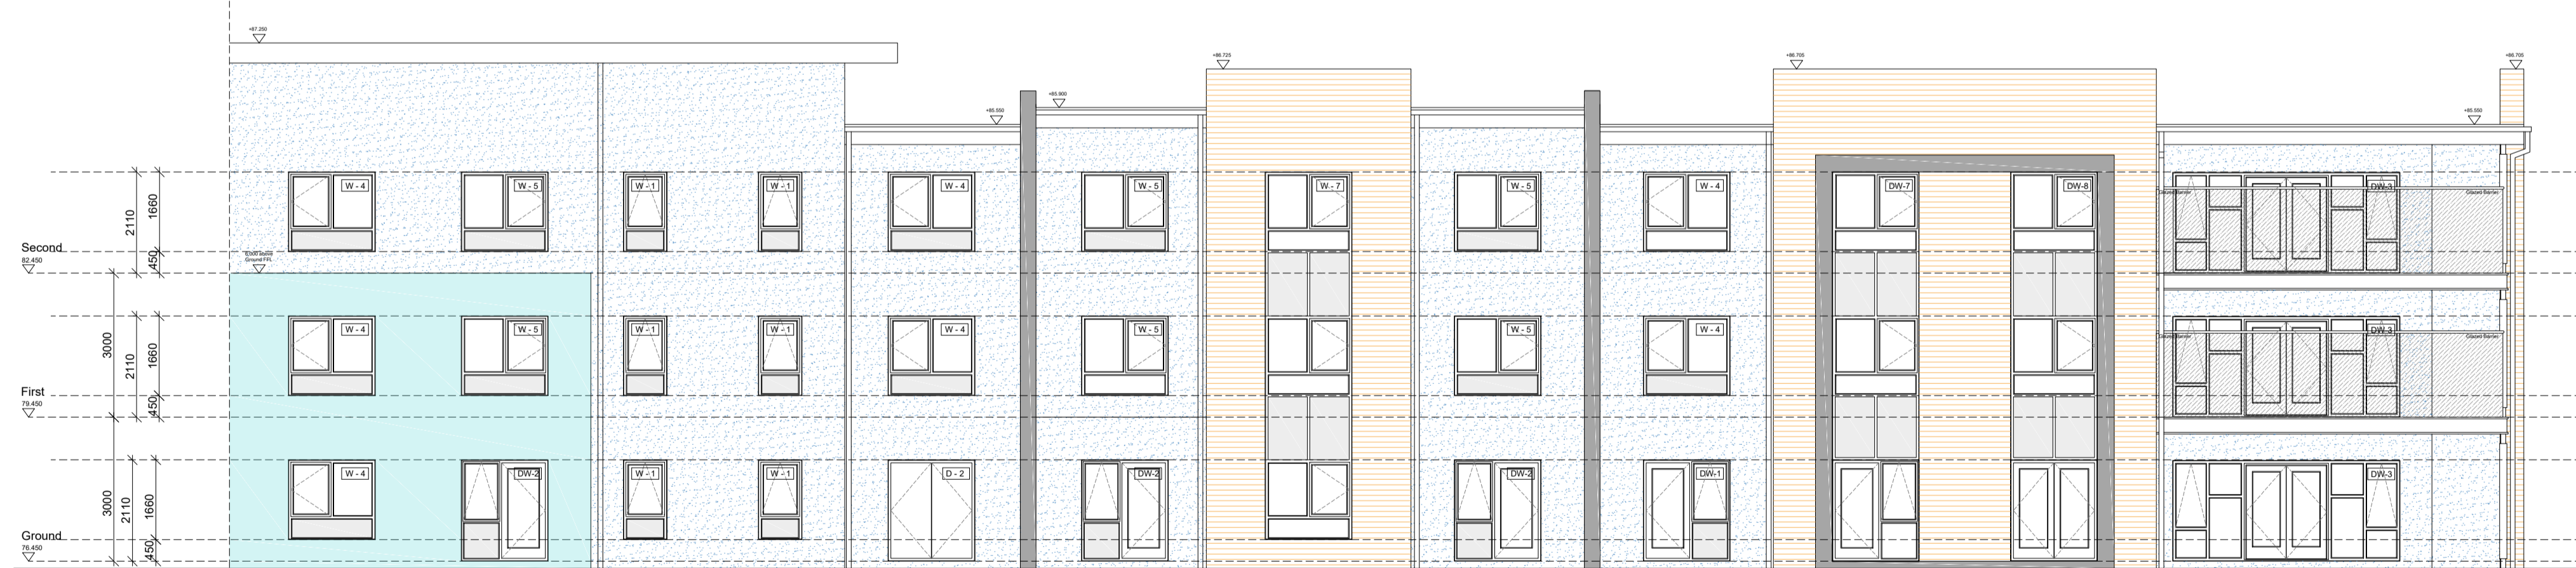 +87.250
+86.725
+86.705
+86.705
+85.900
+85.550
+85.550
W - 4
W - 5
W - 1
W - 1
W - 4
W - 5
W - 7
W - 5
W - 4
DW-7
DW-8
DW-3
Glazed Barrier
Glazed Barrier
2110
1660
450
Second
82.450
6,000 above
Ground FFL
W - 4
W - 5
W - 1
W - 1
W - 4
W - 5
W - 5
W - 4
DW-3
Glazed Barrier
Glazed Barrier
3000
2110
1660
450
First
79.450
W - 4
DW-2
W - 1
W - 1
D - 2
DW-2
DW-2
DW-1
DW-3
3000
2110
1660
450
Ground
76.450